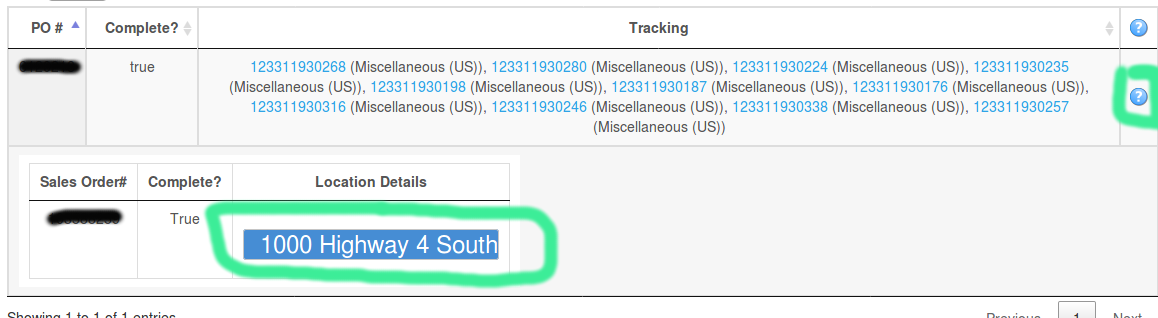 PO # Complete? Tracking ?
true 123311930268 (Miscellaneous (US)), 123311930280 (Miscellaneous (US)), 123311930224 (Miscellaneous (US)), 123311930235
(Miscellaneous (US)), 123311930198 (Miscellaneous (US)), 123311930187 (Miscellaneous (US)), 123311930176 (Miscellaneous (US)), ?
123311930316 (Miscellaneous (US)), 123311930246 (Miscellaneous (US)), 123311930338 (Miscellaneous (US)), 123311930257
(Miscellaneous (US))
Sales Order# Complete? Location Details
True
1000 Highway 4 South
Showing 1 to 1 of 1 entries Previous 1 Next